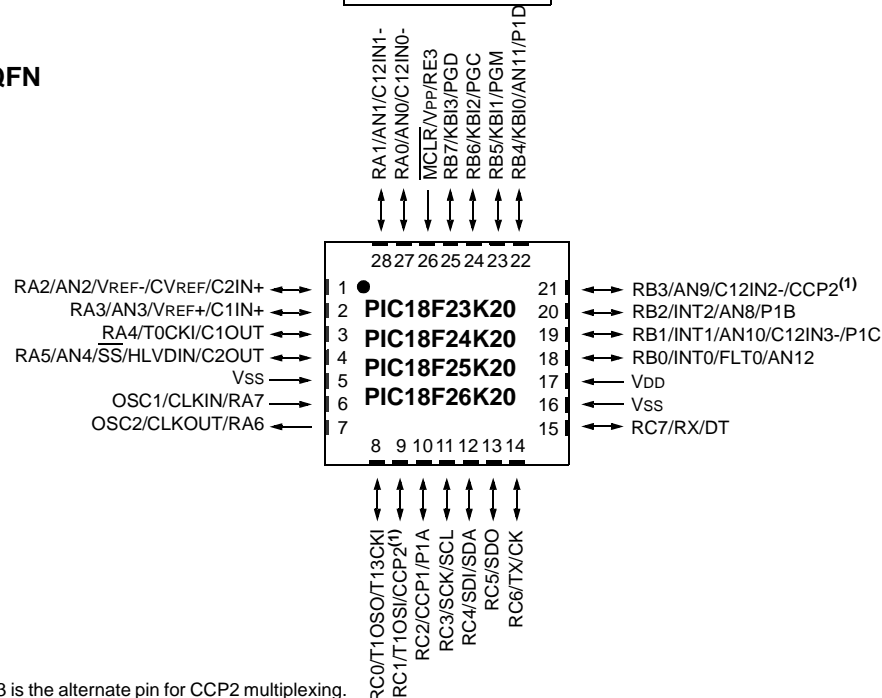 QFN
RA1/AN1/C12IN1-
RA0/AN0/C12IN0-
MCLR/VPP/RE3
RB7/KBI3/PGD
RB6/KBI2/PGC
RB5/KBI1/PGM
RB4/KBI0/AN11/P1D
28 27 26 25 24 23 22
RA2/AN2/VREF-/CVREF/C2IN+
RA3/AN3/VREF+/C1IN+
RA4/T0CKI/C1OUT
RA5/AN4/SS/HLVDIN/C2OUT
VSS
OSC1/CLKIN/RA7
OSC2/CLKOUT/RA6
1
2
3
4
5
6
7
PIC18F23K20
PIC18F24K20
PIC18F25K20
PIC18F26K20
21
20
19
18
17
16
15
RB3/AN9/C12IN2-/CCP2(1)
RB2/INT2/AN8/P1B
RB1/INT1/AN10/C12IN3-/P1C
RB0/INT0/FLT0/AN12
VDD
VSS
RC7/RX/DT
8 9 10 11 12 13 14
RC0/T1OSO/T13CKI
RC1/T1OSI/CCP2(1)
RC2/CCP1/P1A
RC3/SCK/SCL
RC4/SDI/SDA
RC5/SDO
RC6/TX/CK
3 is the alternate pin for CCP2 multiplexing.